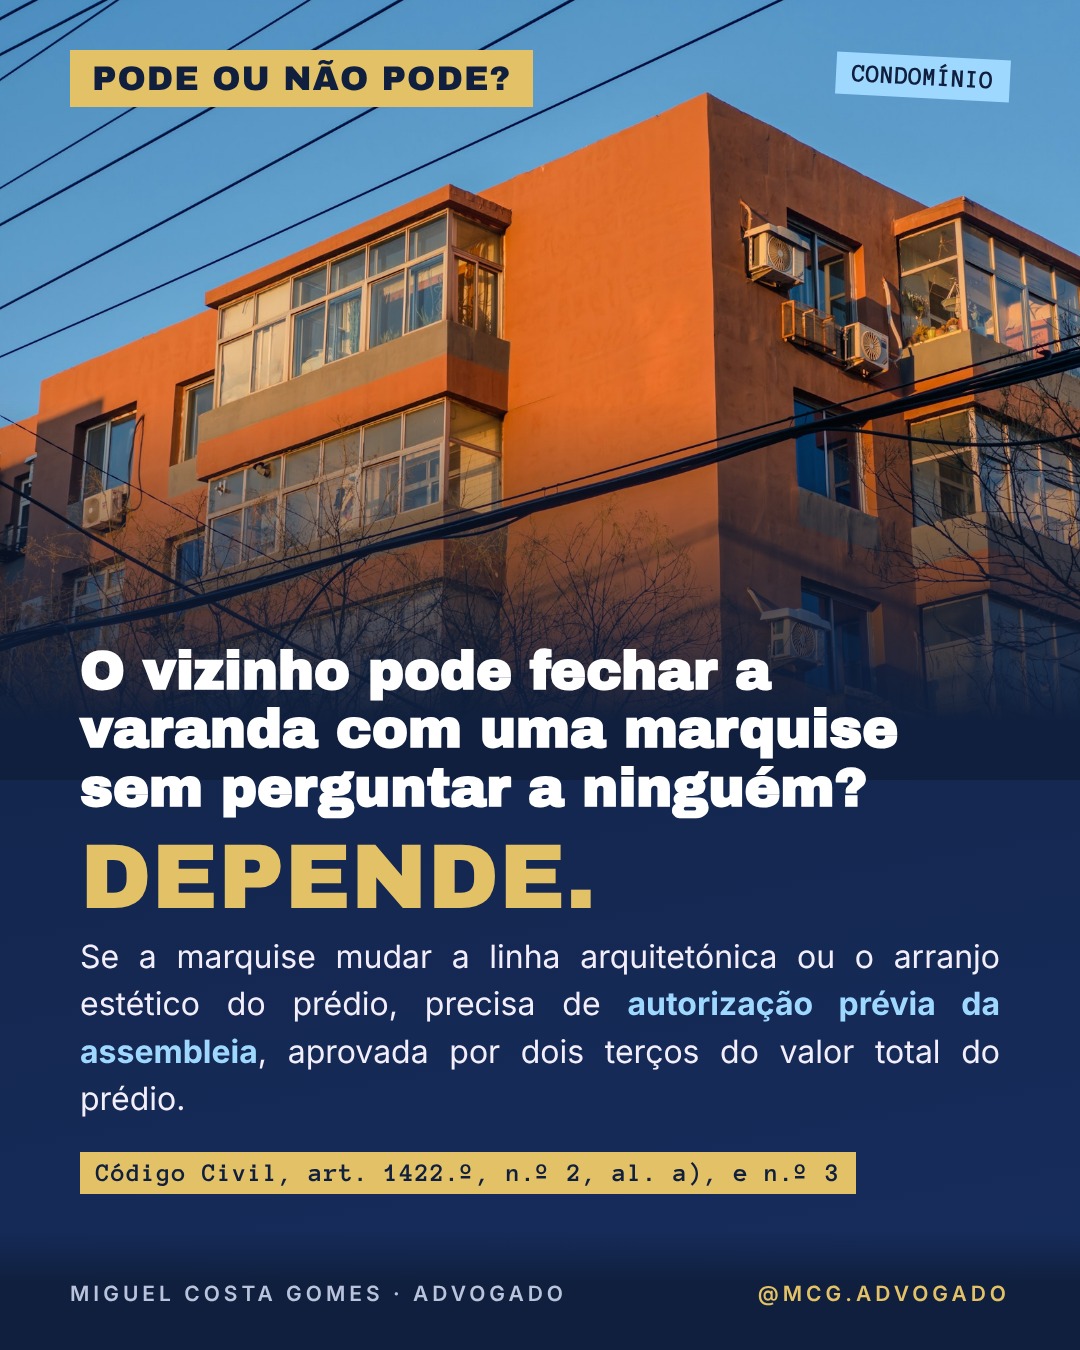 PODE OU NÃO PODE?
CONDOMÍNIO
O vizinho pode fechar a
varanda com uma marquise
sem perguntar a ninguém?
DEPENDE.
Se a marquise mudar a linha arquitetónica ou o arranjo
estético do prédio, precisa de autorização prévia da
assembleia, aprovada por dois terços do valor total do
prédio.
Código Civil, art. 1422.º, n.º 2, al. a), e n.º 3
MIGUEL COSTA GOMES · ADVOGADO
@MCG.ADVOGADO